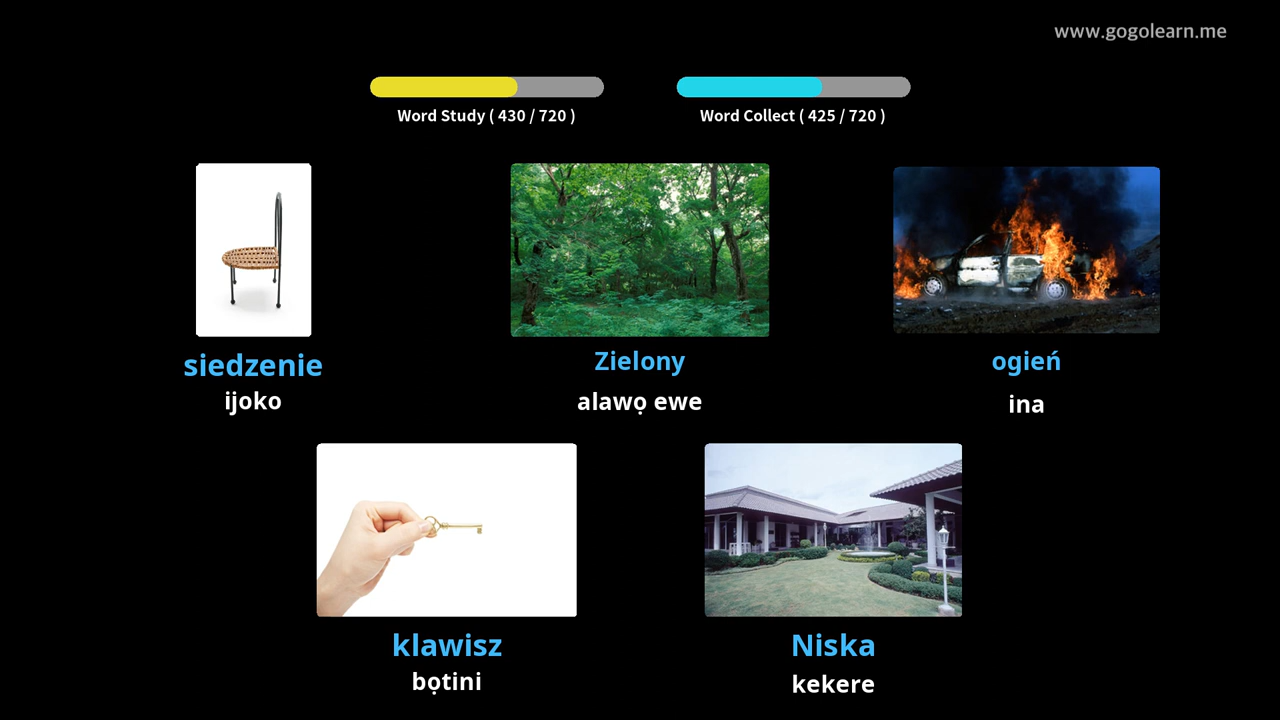 www.gogolearn.me
Word Study ( 430 / 720 )
Word Collect ( 425 / 720 )
siedzenie
ijoko
Zielony
alawọ ewe
ogień
ina
klawisz
bọtini
Niska
kekere